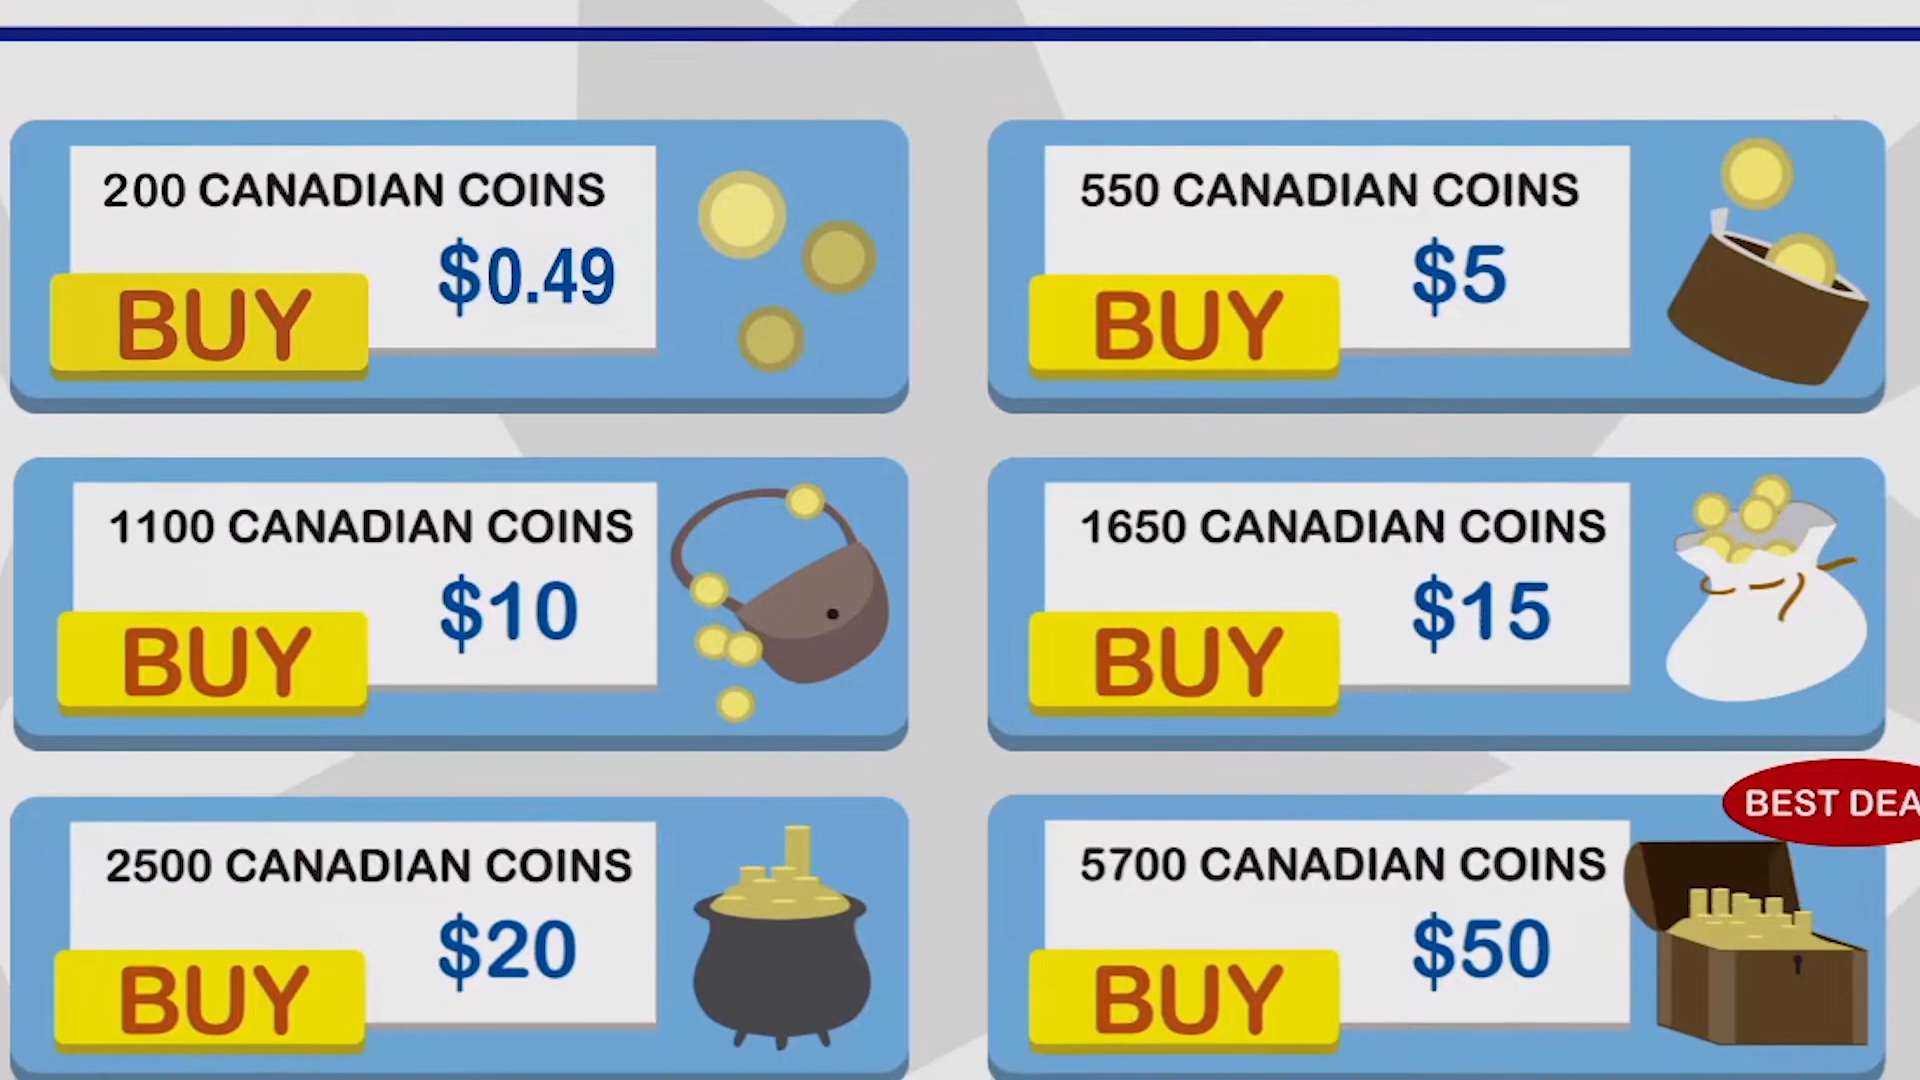 200 CANADIAN COINS
$0.49
BUY
550 CANADIAN COINS
$5
BUY
1100 CANADIAN COINS
$10
BUY
1650 CANADIAN COINS
$15
BUY
2500 CANADIAN COINS
$20
BUY
BEST DEA
5700 CANADIAN COINS
$50
BUY